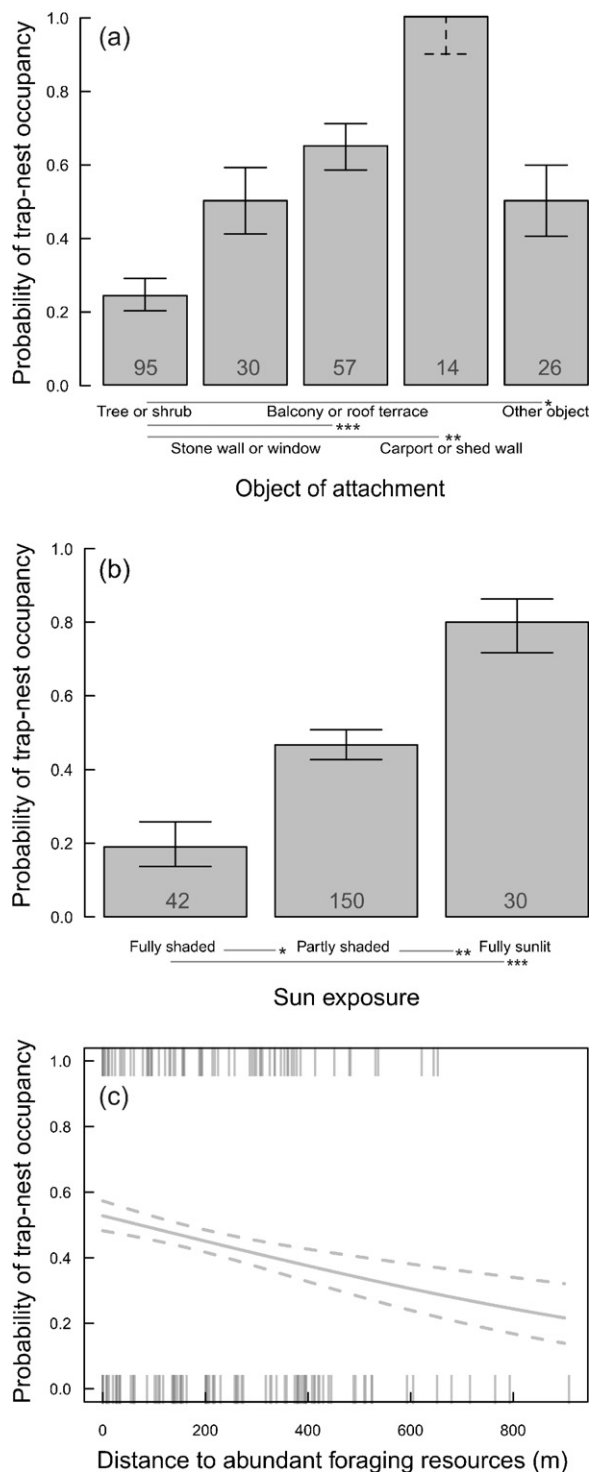 (a)
Probability of trap-nest occupancy
1.0
0.8
0.6
0.4
0.2
0.0
95 30 57 14 26
Tree or shrub Balcony or roof terrace Other object
*
***
**
Stone wall or window Carport or shed wall
Object of attachment
(b)
Probability of trap-nest occupancy
1.0
0.8
0.6
0.4
0.2
0.0
42 150 30
Fully shaded * Partly shaded ** Fully sunlit
***
Sun exposure
(c)
Probability of trap-nest occupancy
1.0
0.8
0.6
0.4
0.2
0.0
0 200 400 600 800
Distance to abundant foraging resources (m)